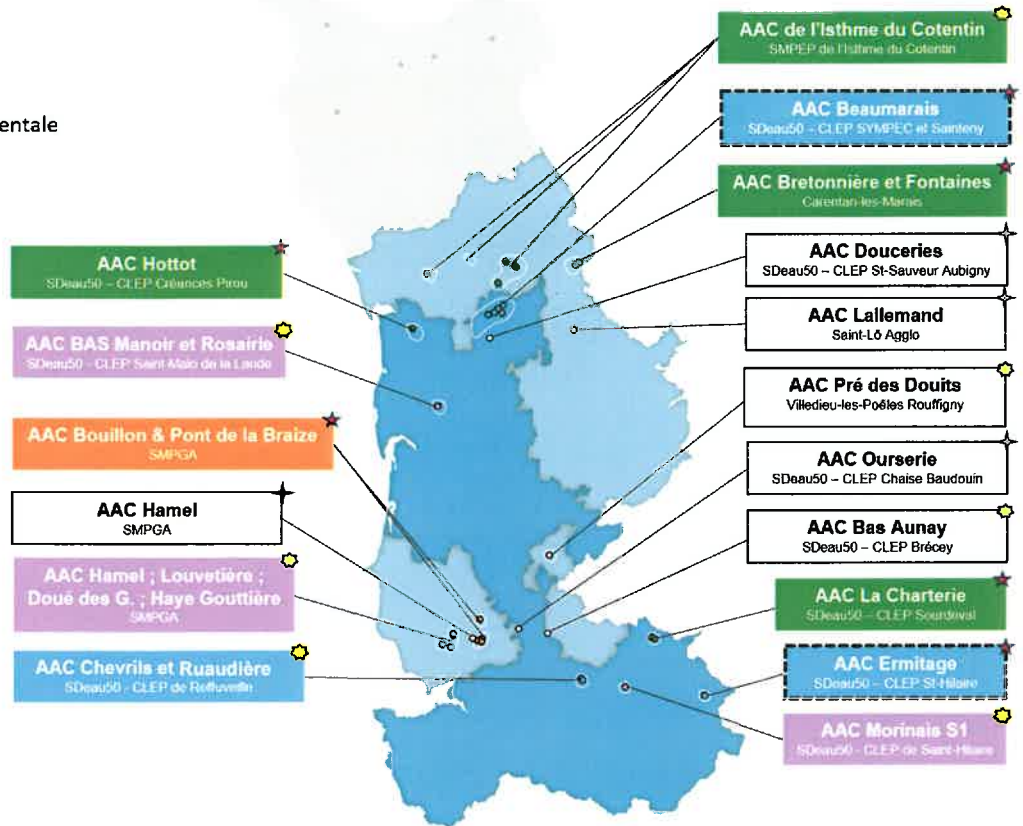 entale
AAC Hottot
SDeau50 – CLEP Créances Pirou
AAC BAS Manoir et Rosairie
SDeau50 - CLEP Saint-Malo de la Lande
AAC Bouillon & Pont de la Braize
SMPGA
AAC Hamel
SMPGA
AAC Hamel ; Louvetière ;
Doué des G. ; Haye Gouttière
SMPGA
AAC Chevrils et Ruaudière
SDeau50 - CLEP de Reffuveille
AAC de l'Isthme du Cotentin
SMPEP de l'Isthme du Cotentin
AAC Beaumarais
SDeau50 – CLEP SYMPEC et Sainteny
AAC Bretonnière et Fontaines
Carentan-les-Marais
AAC Douceries
SDeau50 – CLEP St-Sauveur Aubigny
AAC Lallemand
Saint-Lô Agglo
AAC Pré des Douits
Villedieu-les-Poêles Rouffigny
AAC Ourserie
SDeau50 – CLEP Chaise Baudouin
AAC Bas Aunay
SDeau50 – CLEP Brécey
AAC La Charterie
SDeau50 – CLEP Sourdeval
AAC Ermitage
SDeau50 – CLEP St-Hilaire
AAC Morinais S1
SDeau50 - CLEP de Saint-Hilaire